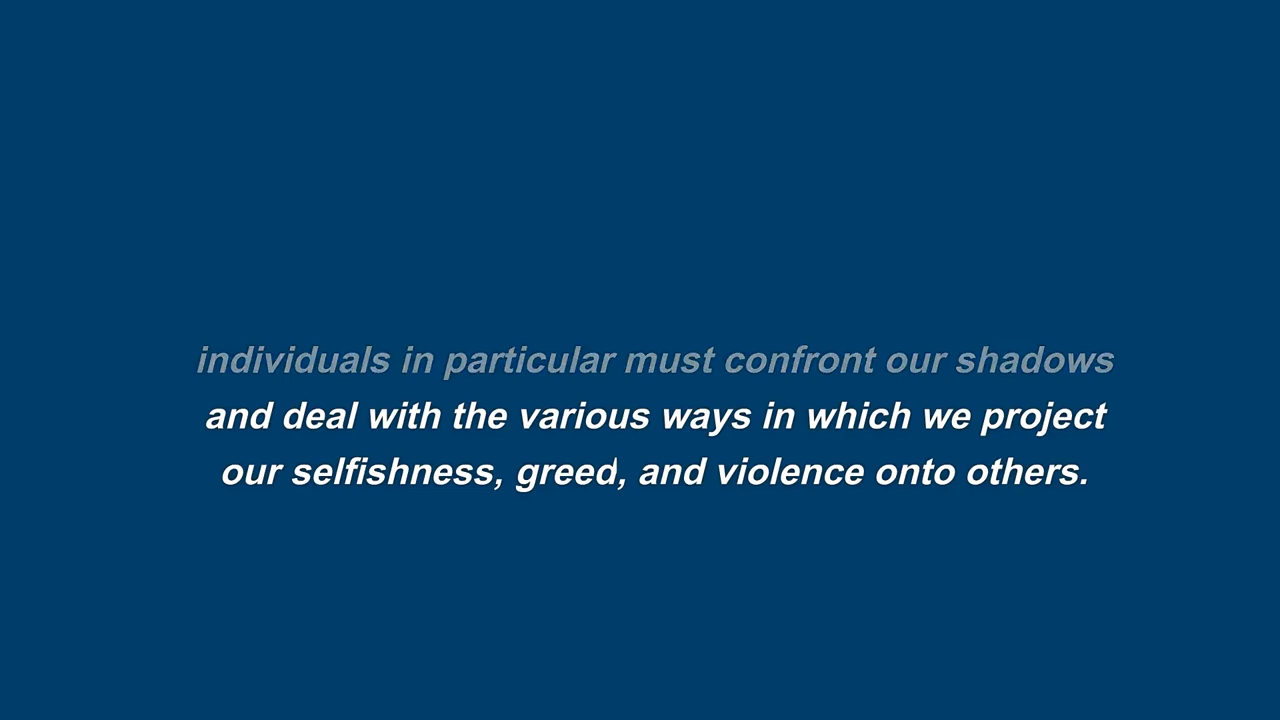 individuals in particular must confront our shadows
and deal with the various ways in which we project
our selfishness, greed, and violence onto others.